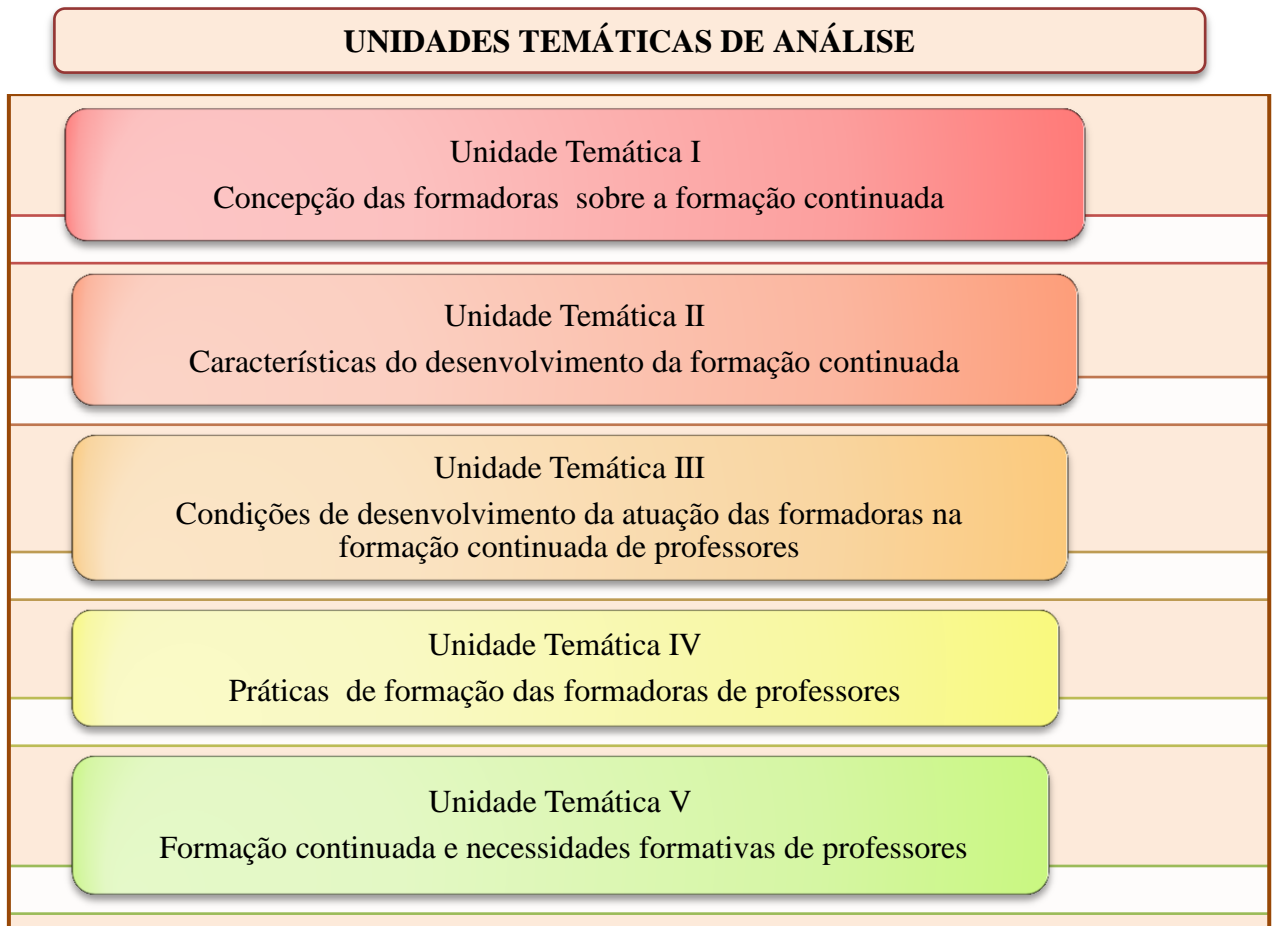 UNIDADES TEMÁTICAS DE ANÁLISE
Unidade Temática I
Concepção das formadoras sobre a formação continuada
Unidade Temática II
Características do desenvolvimento da formação continuada
Unidade Temática III
Condições de desenvolvimento da atuação das formadoras na
formação continuada de professores
Unidade Temática IV
Práticas de formação das formadoras de professores
Unidade Temática V
Formação continuada e necessidades formativas de professores